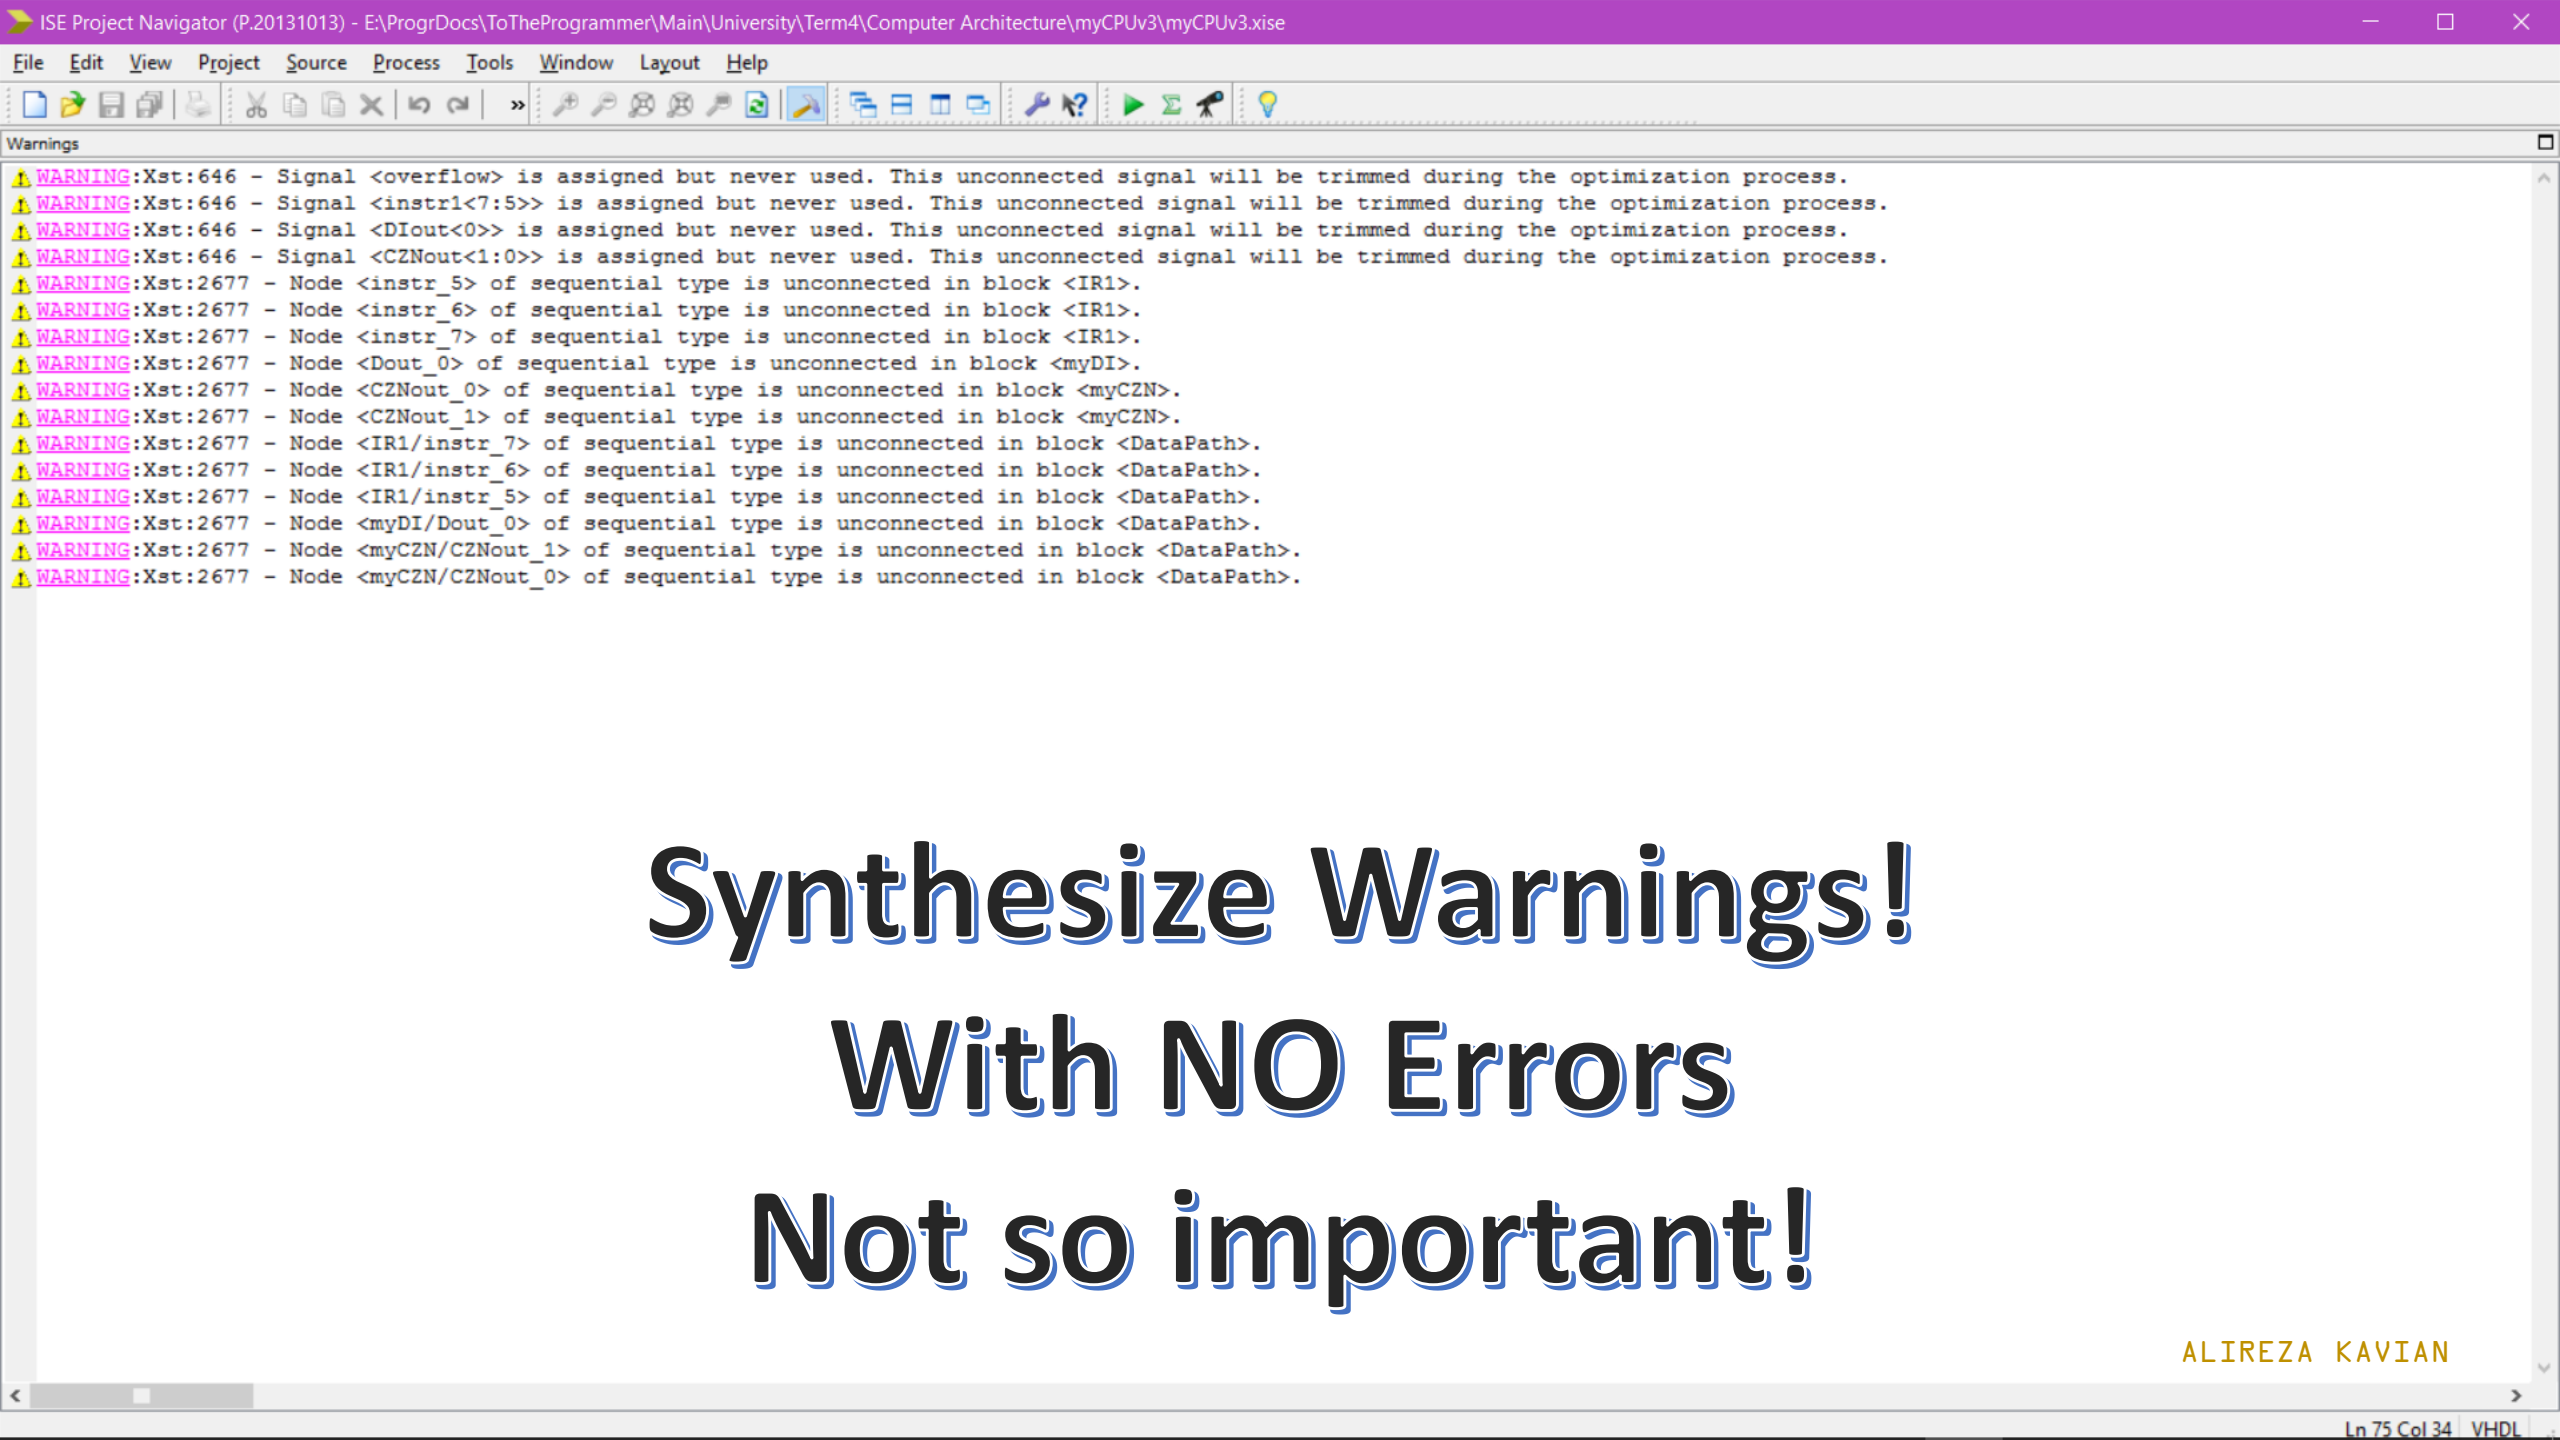 ISE Project Navigator (P.20131013) - E:\ProgrDocs\ToTheProgrammer\Main\University\Term4\Computer Architecture\myCPUv3\myCPUv3.xise
File Edit View Project Source Process Tools Window Layout Help
Warnings
WARNING:Xst:646 - Signal <overflow> is assigned but never used. This unconnected signal will be trimmed during the optimization process.
WARNING:Xst:646 - Signal <instr1<7:5>> is assigned but never used. This unconnected signal will be trimmed during the optimization process.
WARNING:Xst:646 - Signal <DIout<0>> is assigned but never used. This unconnected signal will be trimmed during the optimization process.
WARNING:Xst:646 - Signal <CZNout<1:0>> is assigned but never used. This unconnected signal will be trimmed during the optimization process.
WARNING:Xst:2677 - Node <instr_5> of sequential type is unconnected in block <IR1>.
WARNING:Xst:2677 - Node <instr_6> of sequential type is unconnected in block <IR1>.
WARNING:Xst:2677 - Node <instr_7> of sequential type is unconnected in block <IR1>.
WARNING:Xst:2677 - Node <Dout_0> of sequential type is unconnected in block <myDI>.
WARNING:Xst:2677 - Node <CZNout_0> of sequential type is unconnected in block <myCZN>.
WARNING:Xst:2677 - Node <CZNout_1> of sequential type is unconnected in block <myCZN>.
WARNING:Xst:2677 - Node <IR1/instr_7> of sequential type is unconnected in block <DataPath>.
WARNING:Xst:2677 - Node <IR1/instr_6> of sequential type is unconnected in block <DataPath>.
WARNING:Xst:2677 - Node <IR1/instr_5> of sequential type is unconnected in block <DataPath>.
WARNING:Xst:2677 - Node <myDI/Dout_0> of sequential type is unconnected in block <DataPath>.
WARNING:Xst:2677 - Node <myCZN/CZNout_1> of sequential type is unconnected in block <DataPath>.
WARNING:Xst:2677 - Node <myCZN/CZNout_0> of sequential type is unconnected in block <DataPath>.
Synthesize Warnings!
With NO Errors
Not so important!
ALIREZA KAVIAN
Ln 75 Col 34 VHDL